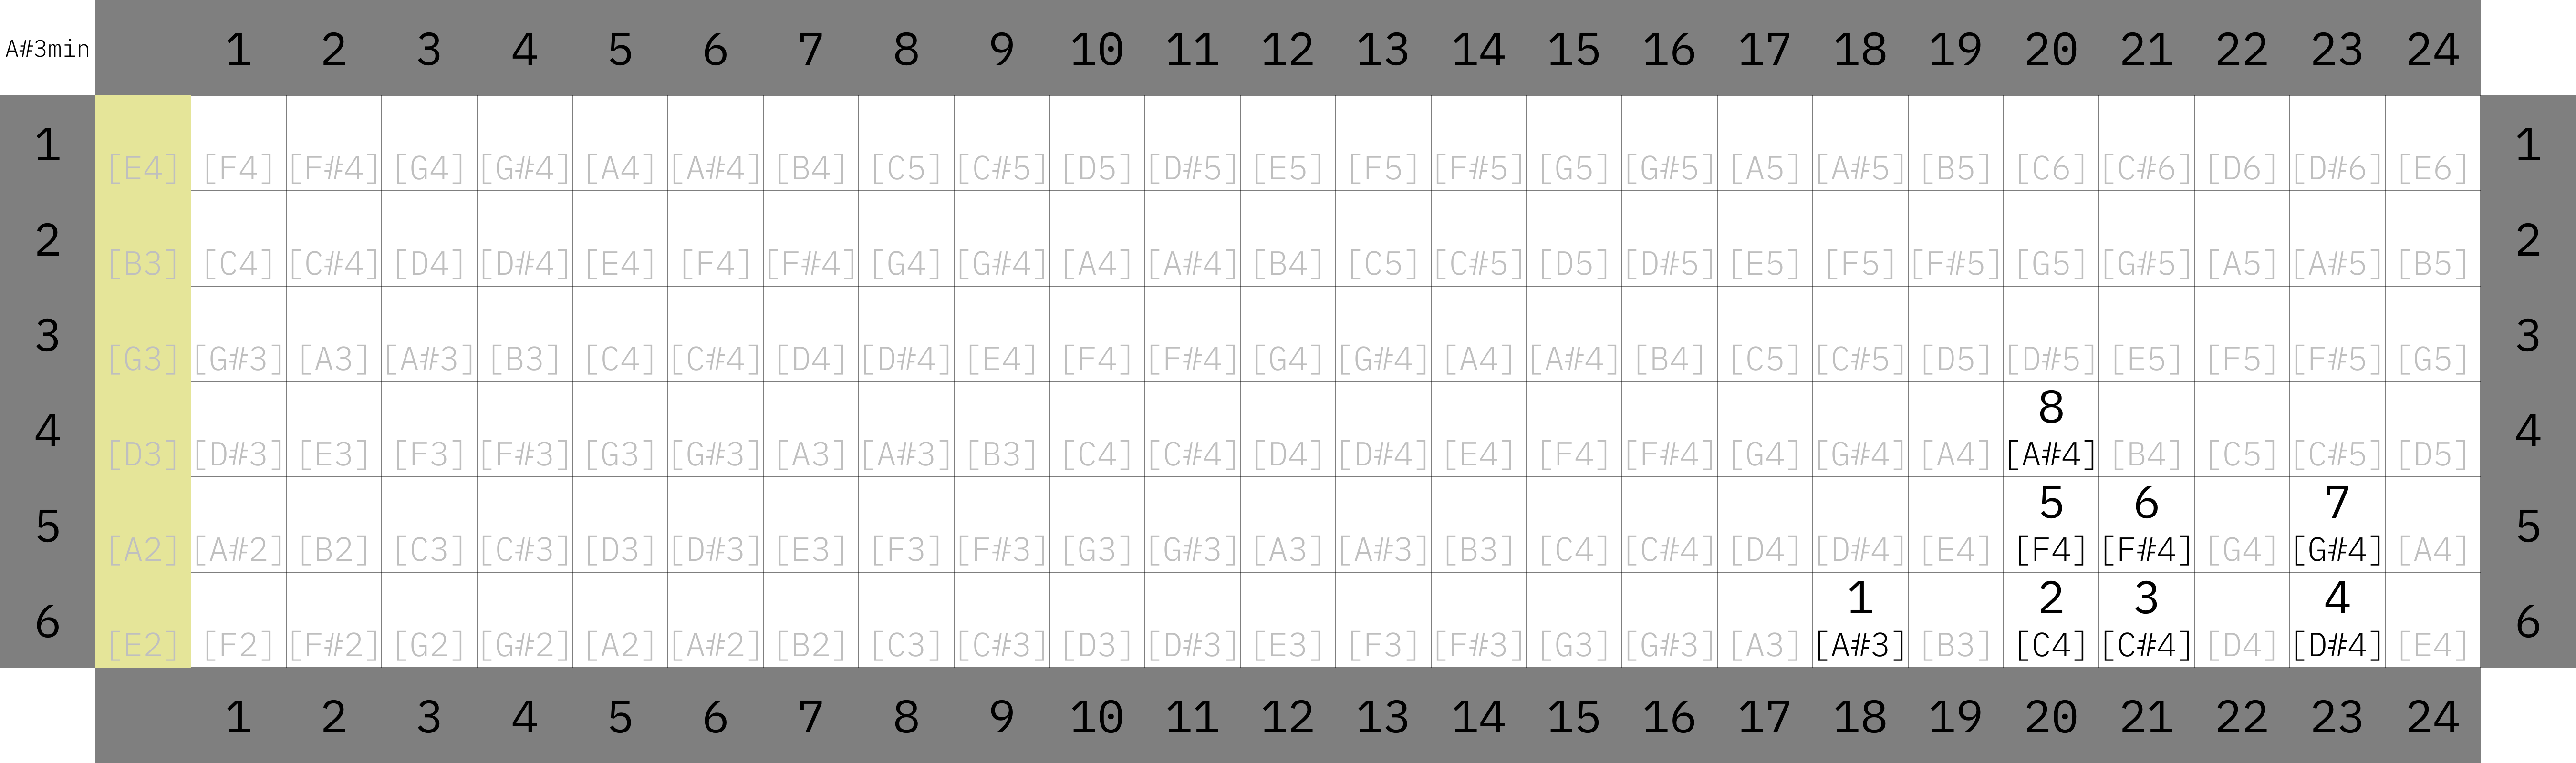 A#3min 1 2 3 4 5 6 7 8 9 10 11 12 13 14 15 16 17 18 19 20 21 22 23 24
1 [E4] [F4] [F#4] [G4] [G#4] [A4] [A#4] [B4] [C5] [C#5] [D5] [D#5] [E5] [F5] [F#5] [G5] [G#5] [A5] [A#5] [B5] [C6] [C#6] [D6] [D#6] [E6] 1
2 [B3] [C4] [C#4] [D4] [D#4] [E4] [F4] [F#4] [G4] [G#4] [A4] [A#4] [B4] [C5] [C#5] [D5] [D#5] [E5] [F5] [F#5] [G5] [G#5] [A5] [A#5] [B5] 2
3 [G3] [G#3] [A3] [A#3] [B3] [C4] [C#4] [D4] [D#4] [E4] [F4] [F#4] [G4] [G#4] [A4] [A#4] [B4] [C5] [C#5] [D5] [D#5] [E5] [F5] [F#5] [G5] 3
8
4 [D3] [D#3] [E3] [F3] [F#3] [G3] [G#3] [A3] [A#3] [B3] [C4] [C#4] [D4] [D#4] [E4] [F4] [F#4] [G4] [G#4] [A4] [A#4] [B4] [C5] [C#5] [D5] 4
5 6 7
5 [A2] [A#2] [B2] [C3] [C#3] [D3] [D#3] [E3] [F3] [F#3] [G3] [G#3] [A3] [A#3] [B3] [C4] [C#4] [D4] [D#4] [E4] [F4] [F#4] [G4] [G#4] [A4] 5
1 2 3 4
6 [E2] [F2] [F#2] [G2] [G#2] [A2] [A#2] [B2] [C3] [C#3] [D3] [D#3] [E3] [F3] [F#3] [G3] [G#3] [A3] [A#3] [B3] [C4] [C#4] [D4] [D#4] [E4] 6
1 2 3 4 5 6 7 8 9 10 11 12 13 14 15 16 17 18 19 20 21 22 23 24